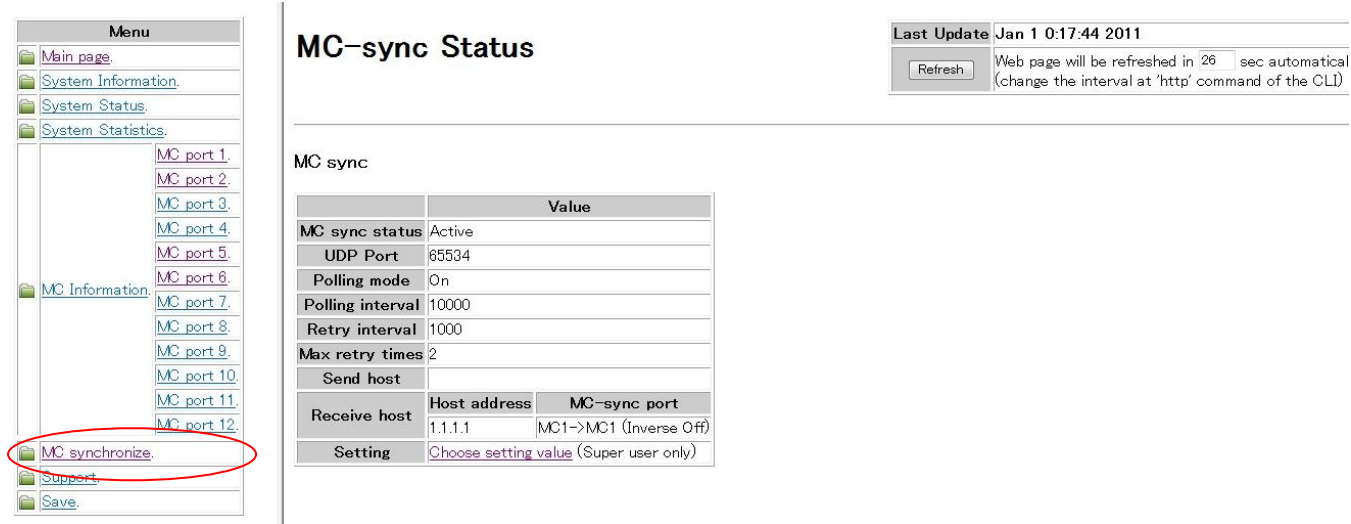 Menu
Main page.
System Information.
System Status.
System Statistics.
MC Information.
MC port 1.
MC port 2.
MC port 3.
MC port 4.
MC port 5.
MC port 6.
MC port 7.
MC port 8.
MC port 9.
MC port 10.
MC port 11.
MC port 12.
MC synchronize.
Support.
Save.
MC-sync Status
Last Update Jan 1 0:17:44 2011
Refresh
Web page will be refreshed in 26 sec automatical
(change the interval at 'http' command of the CLI)
MC sync
Value
MC sync status Active
UDP Port 65534
Polling mode On
Polling interval 10000
Retry interval 1000
Max retry times 2
Send host
Receive host
Host address MC-sync port
1.1.1.1 MC1->MC1 (Inverse Off)
Setting Choose setting value (Super user only)